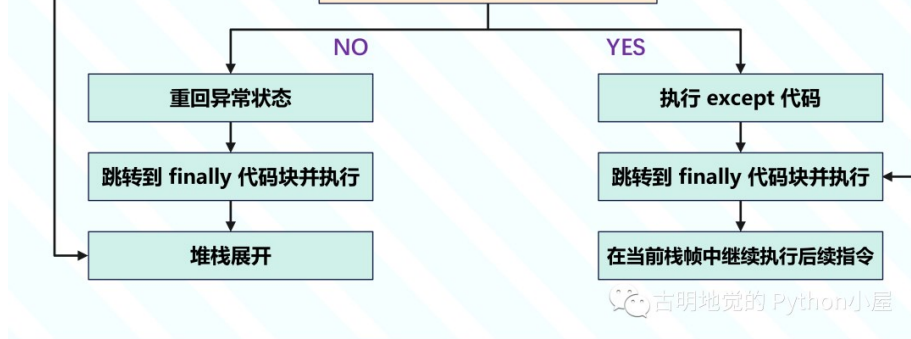 NO
YES
重回异常状态
执行 except 代码
跳转到 finally 代码块并执行
跳转到 finally 代码块并执行
堆栈展开
在当前栈帧中继续执行后续指令
古明地觉的 Python小屋